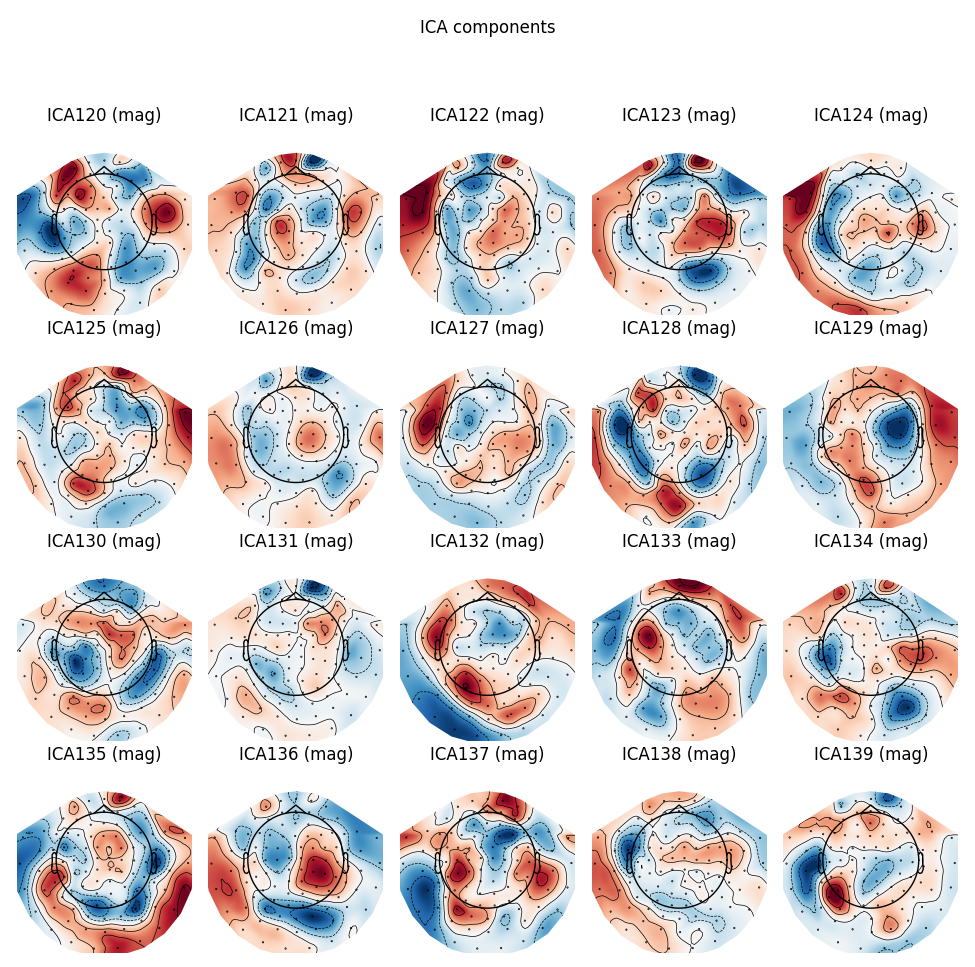 ICA components
ICA120 (mag) ICA121 (mag) ICA122 (mag) ICA123 (mag) ICA124 (mag)
ICA125 (mag) ICA126 (mag) ICA127 (mag) ICA128 (mag) ICA129 (mag)
ICA130 (mag) ICA131 (mag) ICA132 (mag) ICA133 (mag) ICA134 (mag)
ICA135 (mag) ICA136 (mag) ICA137 (mag) ICA138 (mag) ICA139 (mag)